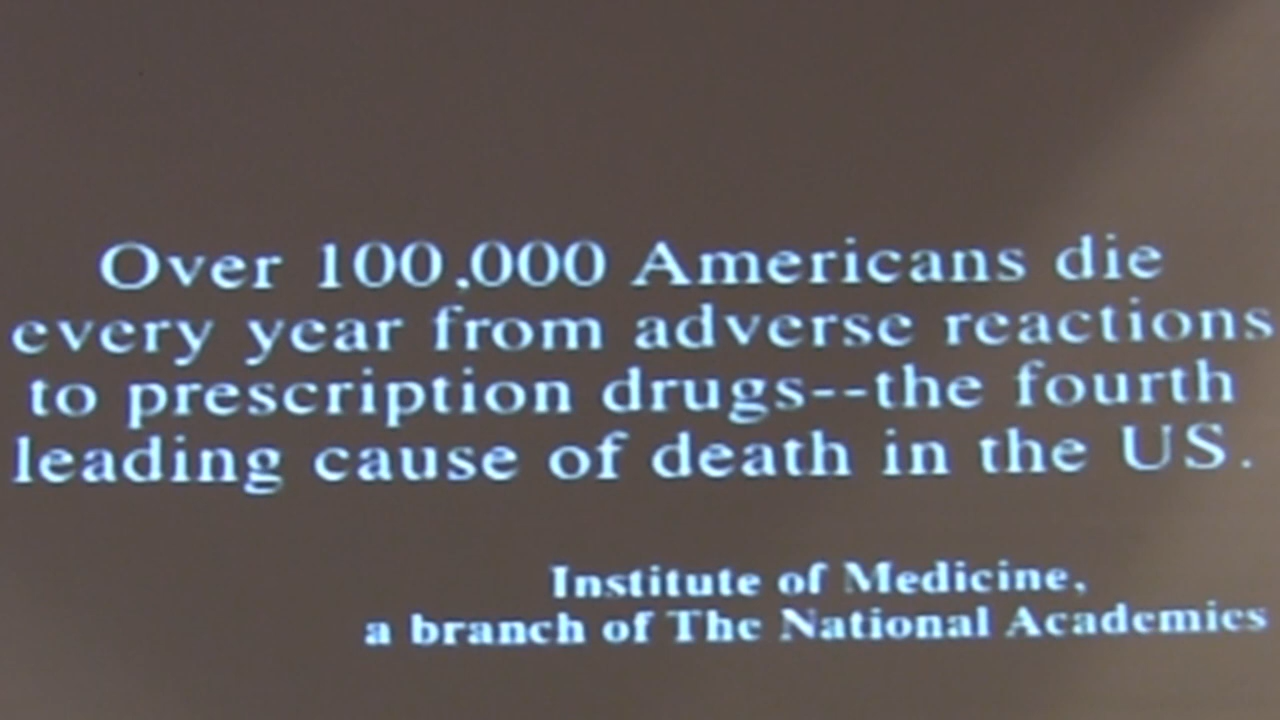 Over 100,000 Americans die
every year from adverse reactions
to prescription drugs--the fourth
leading cause of death in the US.
Institute of Medicine,
a branch of The National Academies